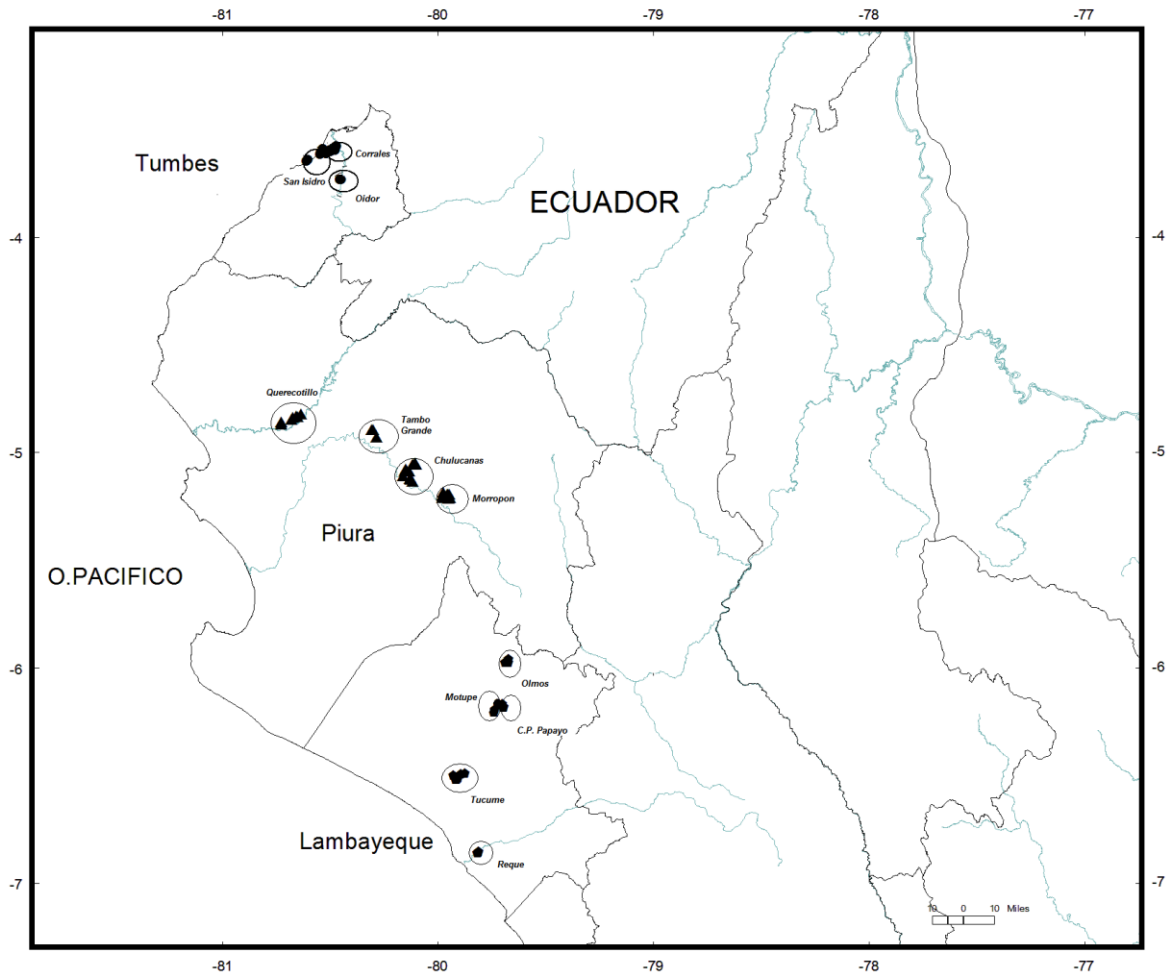 -81 -80 -79 -78 -77
Tumbes
Corrales
San Isidro
Oidor
ECUADOR
-4 -4
Querecotillo
Tambo
Grande
Chulucanas
-5 -5
Morropon
Piura
O.PACIFICO
-6 -6
Olmos
Motupe
C.P. Papayo
Tucume
Lambayeque
Reque
-7 -7
10 0 10 Miles
-81 -80 -79 -78 -77